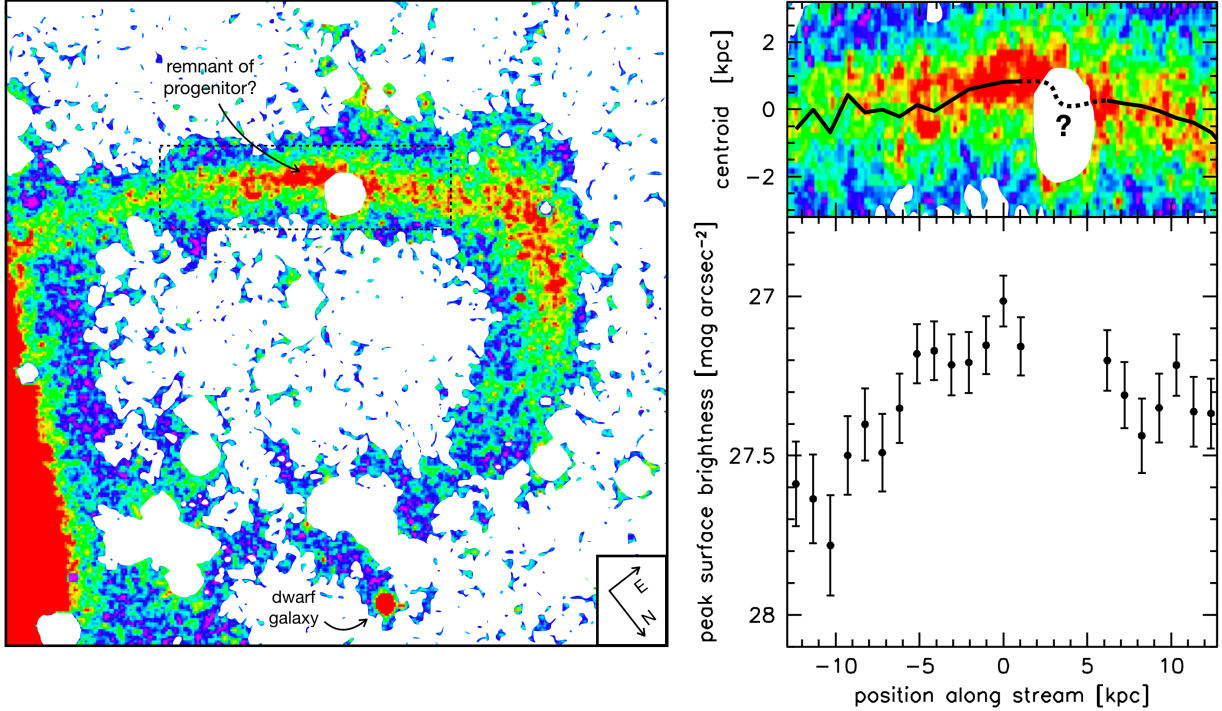 remnant of
progenitor?
dwarf
galaxy
E
N
centroid [kpc]
2
0
−2
?
peak surface brightness [mag arcsec−2]
27
27.5
28
−10
−5
0
5
10
position along stream [kpc]